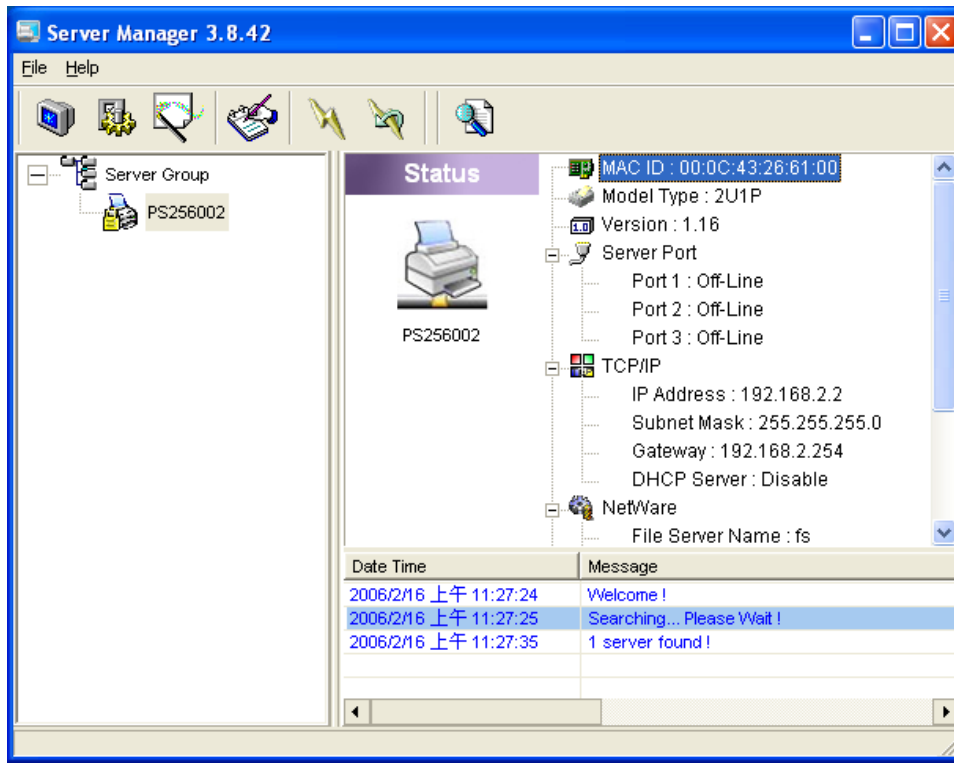 Server Manager 3.8.42
File Help
Server Group
PS256002
Status
PS256002
MAC ID : 00:0C:43:26:61:00
Model Type : 2U1P
1.0 Version : 1.16
Server Port
Port 1 : Off-Line
Port 2 : Off-Line
Port 3 : Off-Line
TCP/IP
IP Address : 192.168.2.2
Subnet Mask : 255.255.255.0
Gateway : 192.168.2.254
DHCP Server : Disable
NetWare
File Server Name : fs
Date Time Message
2006/2/16 上午 11:27:24 Welcome !
2006/2/16 上午 11:27:25 Searching... Please Wait !
2006/2/16 上午 11:27:35 1 server found !